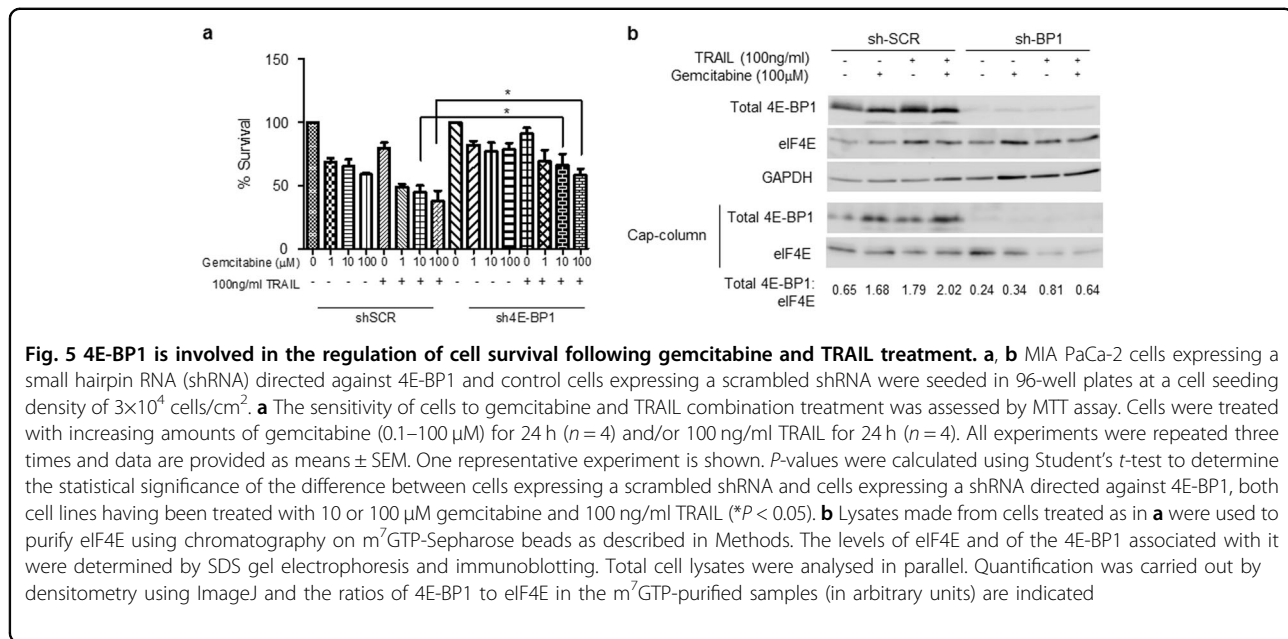 a
% Survival
100
50
0
*
*
Gemcitabine (µM) 0 1 10 100 0 1 10 100 0 1 10 100 0 1 10 100
100ng/ml TRAIL - - - - + + + + - - - - + + + +
shSCR sh4E-BP1
b
sh-SCR sh-BP1
TRAIL (100ng/ml) - - + + - - + +
Gemcitabine (100µM) - + - + - + - +
Total 4E-BP1
eIF4E
GAPDH
Cap-column
Total 4E-BP1
eIF4E
Total 4E-BP1: eIF4E 0.65 1.68 1.79 2.02 0.24 0.34 0.81 0.64
Fig. 5 4E-BP1 is involved in the regulation of cell survival following gemcitabine and TRAIL treatment. a, b MIA PaCa-2 cells expressing a
small hairpin RNA (shRNA) directed against 4E-BP1 and control cells expressing a scrambled shRNA were seeded in 96-well plates at a cell seeding
density of 3×10⁴ cells/cm². a The sensitivity of cells to gemcitabine and TRAIL combination treatment was assessed by MTT assay. Cells were treated
with increasing amounts of gemcitabine (0.1–100 µM) for 24 h (n = 4) and/or 100 ng/ml TRAIL for 24 h (n = 4). All experiments were repeated three
times and data are provided as means ± SEM. One representative experiment is shown. P-values were calculated using Student's t-test to determine
the statistical significance of the difference between cells expressing a scrambled shRNA and cells expressing a shRNA directed against 4E-BP1, both
cell lines having been treated with 10 or 100 µM gemcitabine and 100 ng/ml TRAIL (*P < 0.05). b Lysates made from cells treated as in a were used to
purify eIF4E using chromatography on m⁷GTP-Sepharose beads as described in Methods. The levels of eIF4E and of the 4E-BP1 associated with it
were determined by SDS gel electrophoresis and immunoblotting. Total cell lysates were analysed in parallel. Quantification was carried out by
densitometry using ImageJ and the ratios of 4E-BP1 to eIF4E in the m⁷GTP-purified samples (in arbitrary units) are indicated